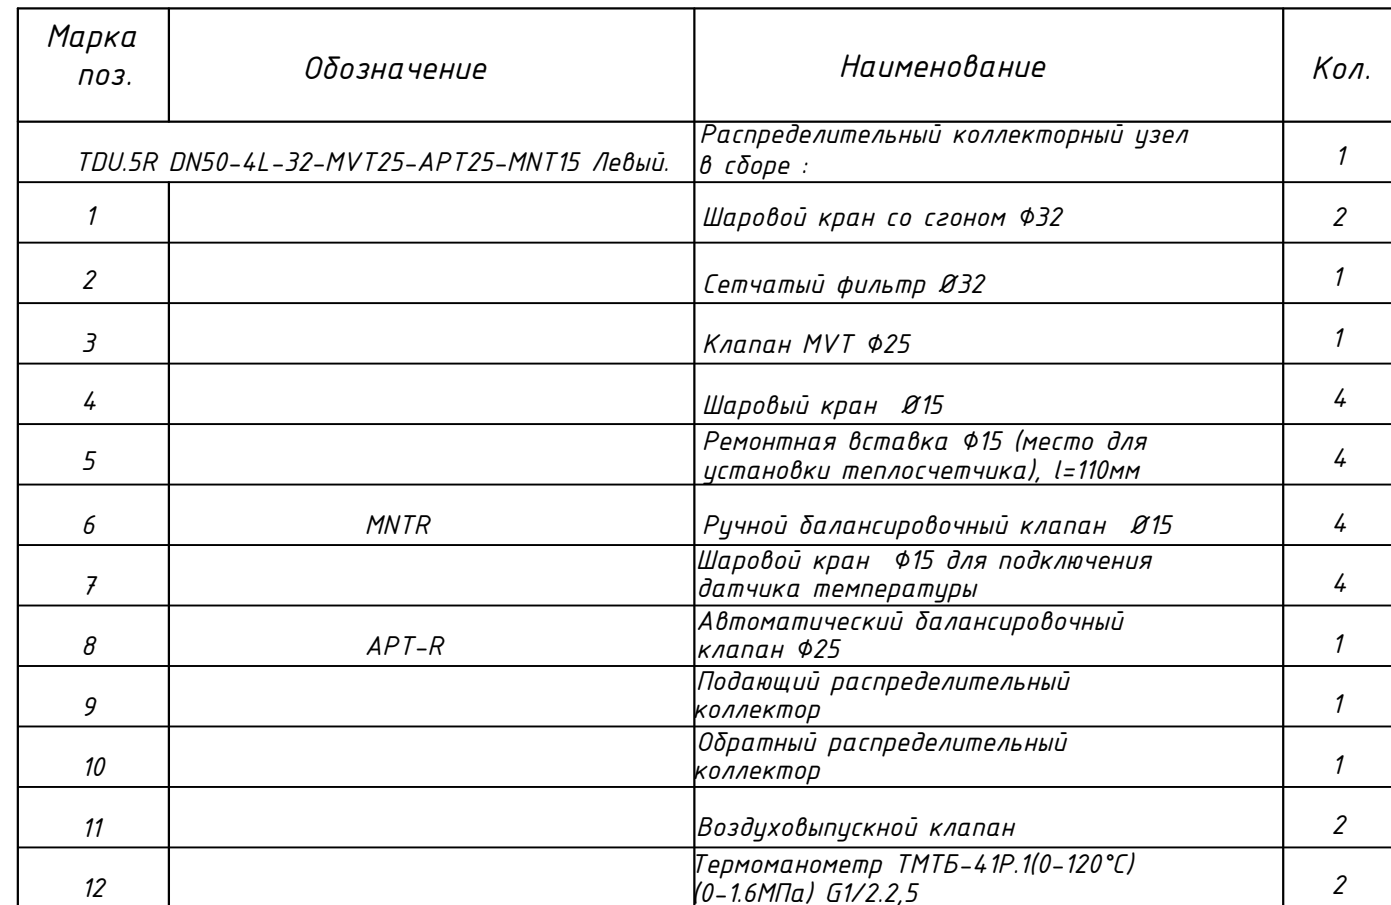 Марка поз. Обозначение Наименование Кол.
TDU.5R DN50-4L-32-MVT25-APT25-MNT15 Левый. Распределительный коллекторный узел в сборе : 1
1 Шаровой кран со сгоном Ф32 2
2 Сетчатый фильтр Ø32 1
3 Клапан MVT Ф25 1
4 Шаровый кран Ø15 4
5 Ремонтная вставка Ф15 (место для установки теплосчетчика), l=110мм 4
6 MNTR Ручной балансировочный клапан Ø15 4
7 Шаровой кран Ф15 для подключения датчика температуры 4
8 APT-R Автоматический балансировочный клапан Ф25 1
9 Подающий распределительный коллектор 1
10 Обратный распределительный коллектор 1
11 Воздуховыпускной клапан 2
12 Термоманометр ТМТБ-41Р.1(0-120°С) (0-1.6МПа) G1/2.2,5 2